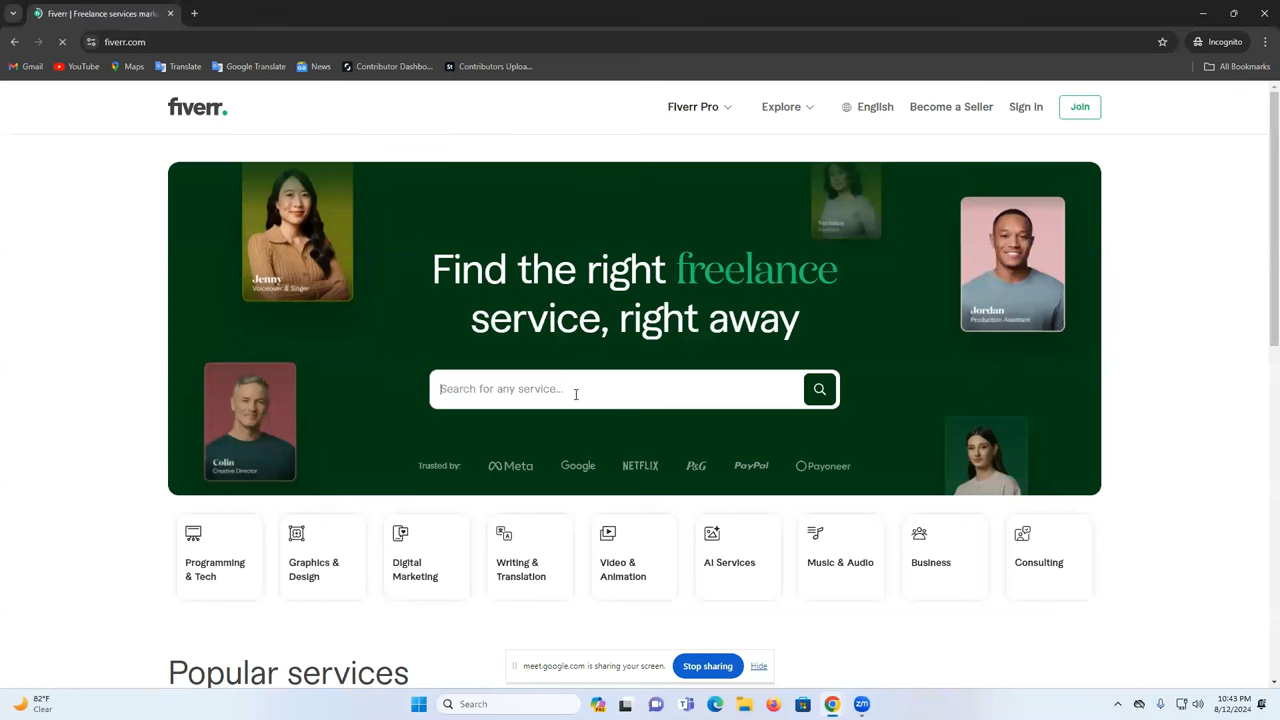 Fiverr | Freelance services mar
fiverr.com
Incognito
Gmail
YouTube
Maps
Translate
Google Translate
News
Contributor Dashbo...
Contributors Uploa...
All Bookmarks
fiverr.
Fiverr Pro
Explore
English
Become a Seller
Sign in
Join
Jenny
Voiceover & Singer
Jordan
Production Assistant
Colin
Creative Director
Find the right freelance
service, right away
Search for any service...
Trusted by:
Meta
Google
NETFLIX
P&G
PayPal
Payoneer
Programming
& Tech
Graphics &
Design
Digital
Marketing
Writing &
Translation
Video &
Animation
AI Services
Music & Audio
Business
Consulting
Popular services
meet.google.com is sharing your screen.
Stop sharing
Hide
82°F
Clear
Search
10:43 PM
8/12/2024